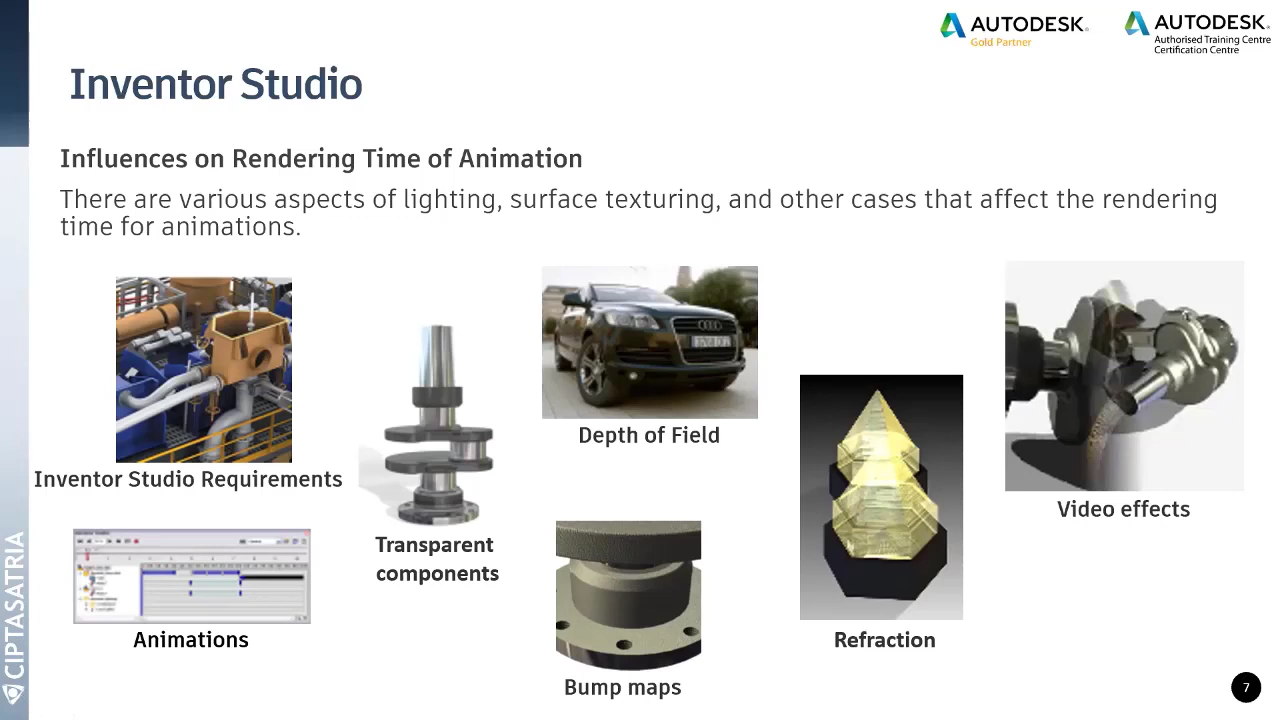 AUTODESK
Gold Partner
AUTODESK
Authorised Training Centre
Certification Centre
Inventor Studio
Influences on Rendering Time of Animation
There are various aspects of lighting, surface texturing, and other cases that affect the rendering
time for animations.
Inventor Studio Requirements
Animations
Transparent
components
Depth of Field
Bump maps
Refraction
Video effects
CIPTASATRIA
7